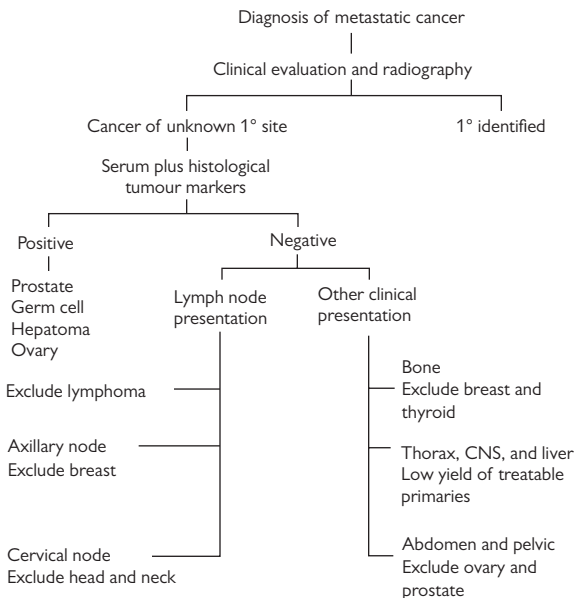 Diagnosis of metastatic cancer
Clinical evaluation and radiography
Cancer of unknown 1° site
1° identified
Serum plus histological
tumour markers
Positive
Negative
Prostate
Germ cell
Hepatoma
Ovary
Lymph node
presentation
Other clinical
presentation
Exclude lymphoma
Axillary node
Exclude breast
Cervical node
Exclude head and neck
Bone
Exclude breast and
thyroid
Thorax, CNS, and liver
Low yield of treatable
primaries
Abdomen and pelvic
Exclude ovary and
prostate